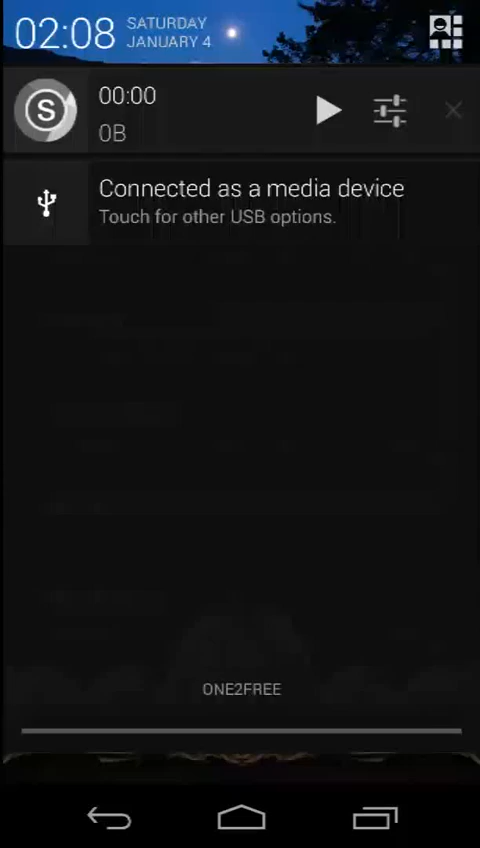 02:08
SATURDAY
JANUARY 4
S
00:00
0B
Connected as a media device
Touch for other USB options.
ONE2FREE